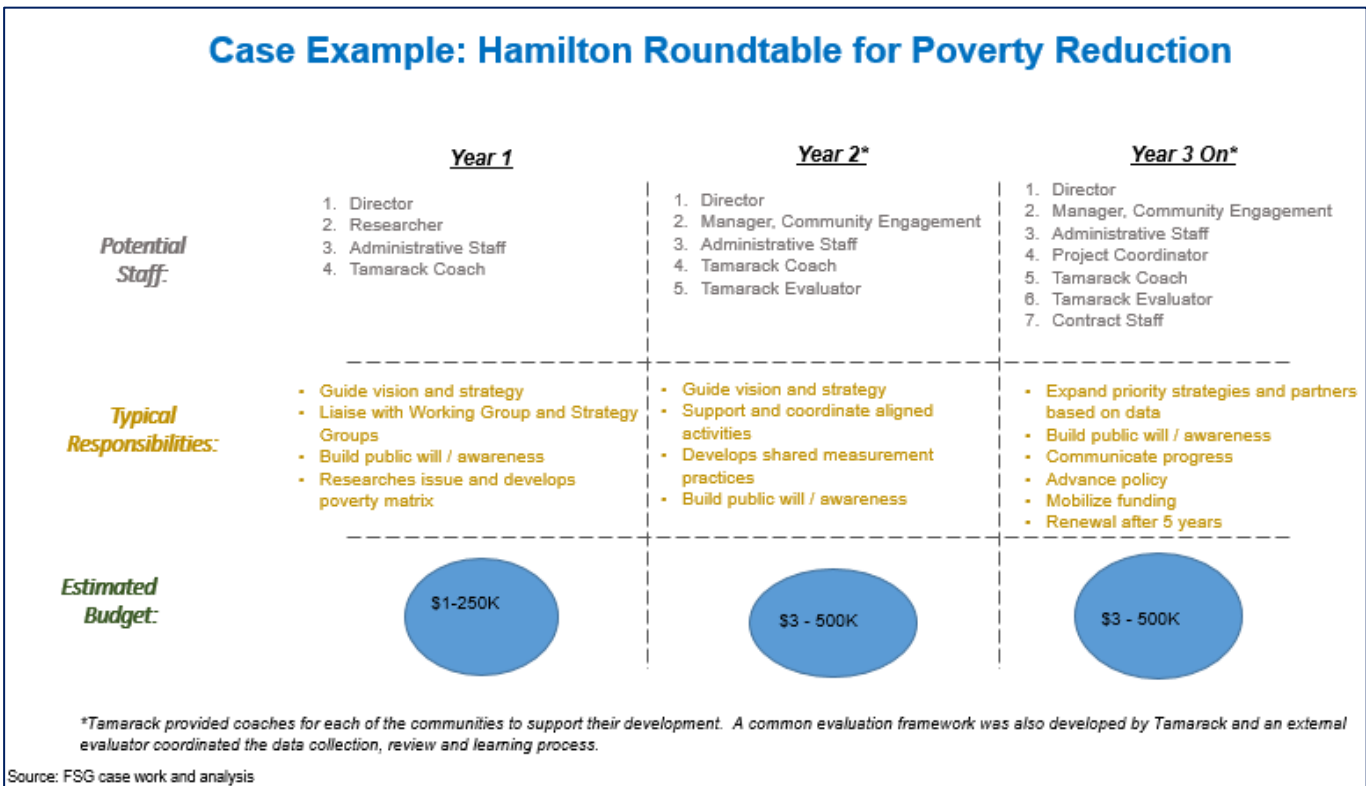 Case Example: Hamilton Roundtable for Poverty Reduction
Year 1
Year 2*
Year 3 On*
Potential
Staff:
1. Director
2. Researcher
3. Administrative Staff
4. Tamarack Coach
1. Director
2. Manager, Community Engagement
3. Administrative Staff
4. Tamarack Coach
5. Tamarack Evaluator
1. Director
2. Manager, Community Engagement
3. Administrative Staff
4. Project Coordinator
5. Tamarack Coach
6. Tamarack Evaluator
7. Contract Staff
Typical
Responsibilities:
▪ Guide vision and strategy
▪ Liaise with Working Group and Strategy
Groups
▪ Build public will / awareness
▪ Researches issue and develops
poverty matrix
▪ Guide vision and strategy
▪ Support and coordinate aligned
activities
▪ Develops shared measurement
practices
▪ Build public will / awareness
▪ Expand priority strategies and partners
based on data
▪ Build public will / awareness
▪ Communicate progress
▪ Advance policy
▪ Mobilize funding
▪ Renewal after 5 years
Estimated
Budget:
$1-250K
$3 - 500K
$3 - 500K
*Tamarack provided coaches for each of the communities to support their development. A common evaluation framework was also developed by Tamarack and an external
evaluator coordinated the data collection, review and learning process.
Source: FSG case work and analysis